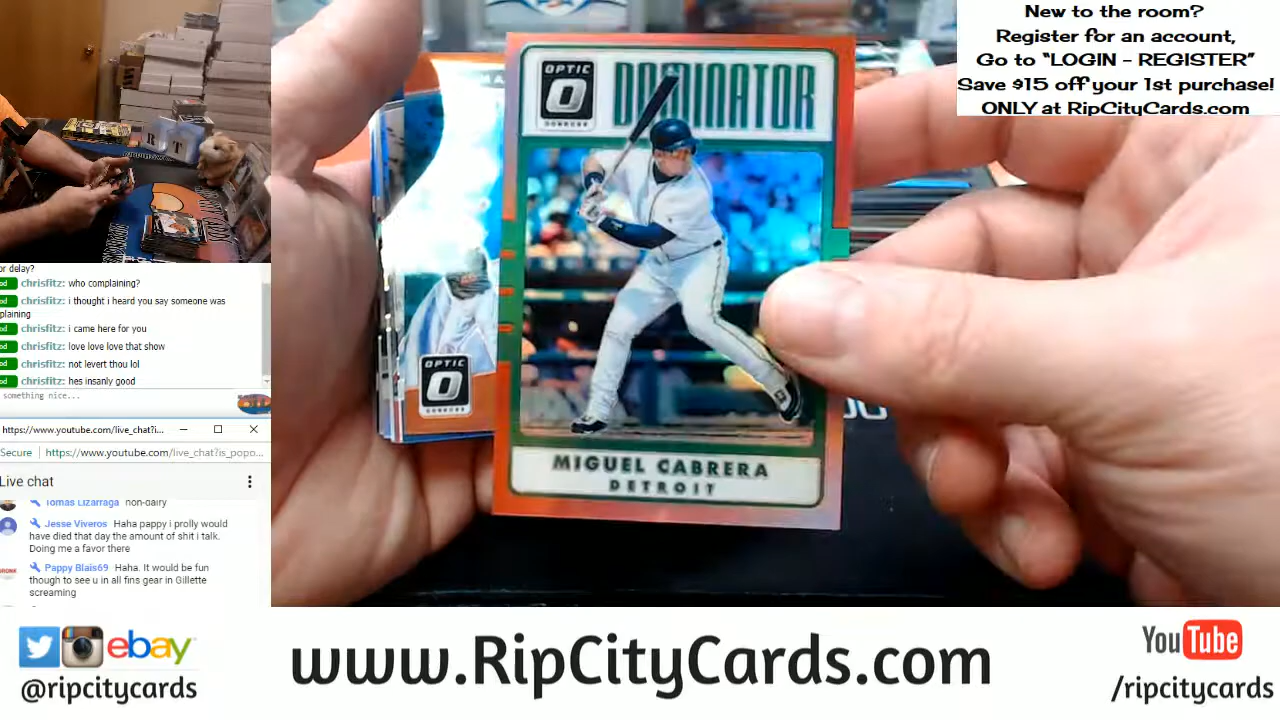 New to the room?
Register for an account,
Go to “LOGIN - REGISTER”
Save $15 off your 1st purchase!
ONLY at RipCityCards.com
OPTIC
DONRUSS
DOMINATOR
MIGUEL CABRERA
DETROIT
OPTIC
DONRUSS
R T
or delay?
chrisfitz: who complaining?
chrisfitz: i thought i heard you say someone was
plaining
chrisfitz: i came here for you
chrisfitz: love love love that show
chrisfitz: not levert thou lol
chrisfitz: hes insanly good
something nice...
https://www.youtube.com/live_chat?i...
Secure https://www.youtube.com/live_chat?is_popo...
Live chat
Tomas Lizarraga non-dairy
Jesse Viveros Haha pappy i prolly would
have died that day the amount of shit i talk.
Doing me a favor there
Pappy Blais69 Haha. It would be fun
though to see u in all fins gear in Gillette
screaming
ebay
@ripcitycards
www.RipCityCards.com
YouTube
/ripcitycards